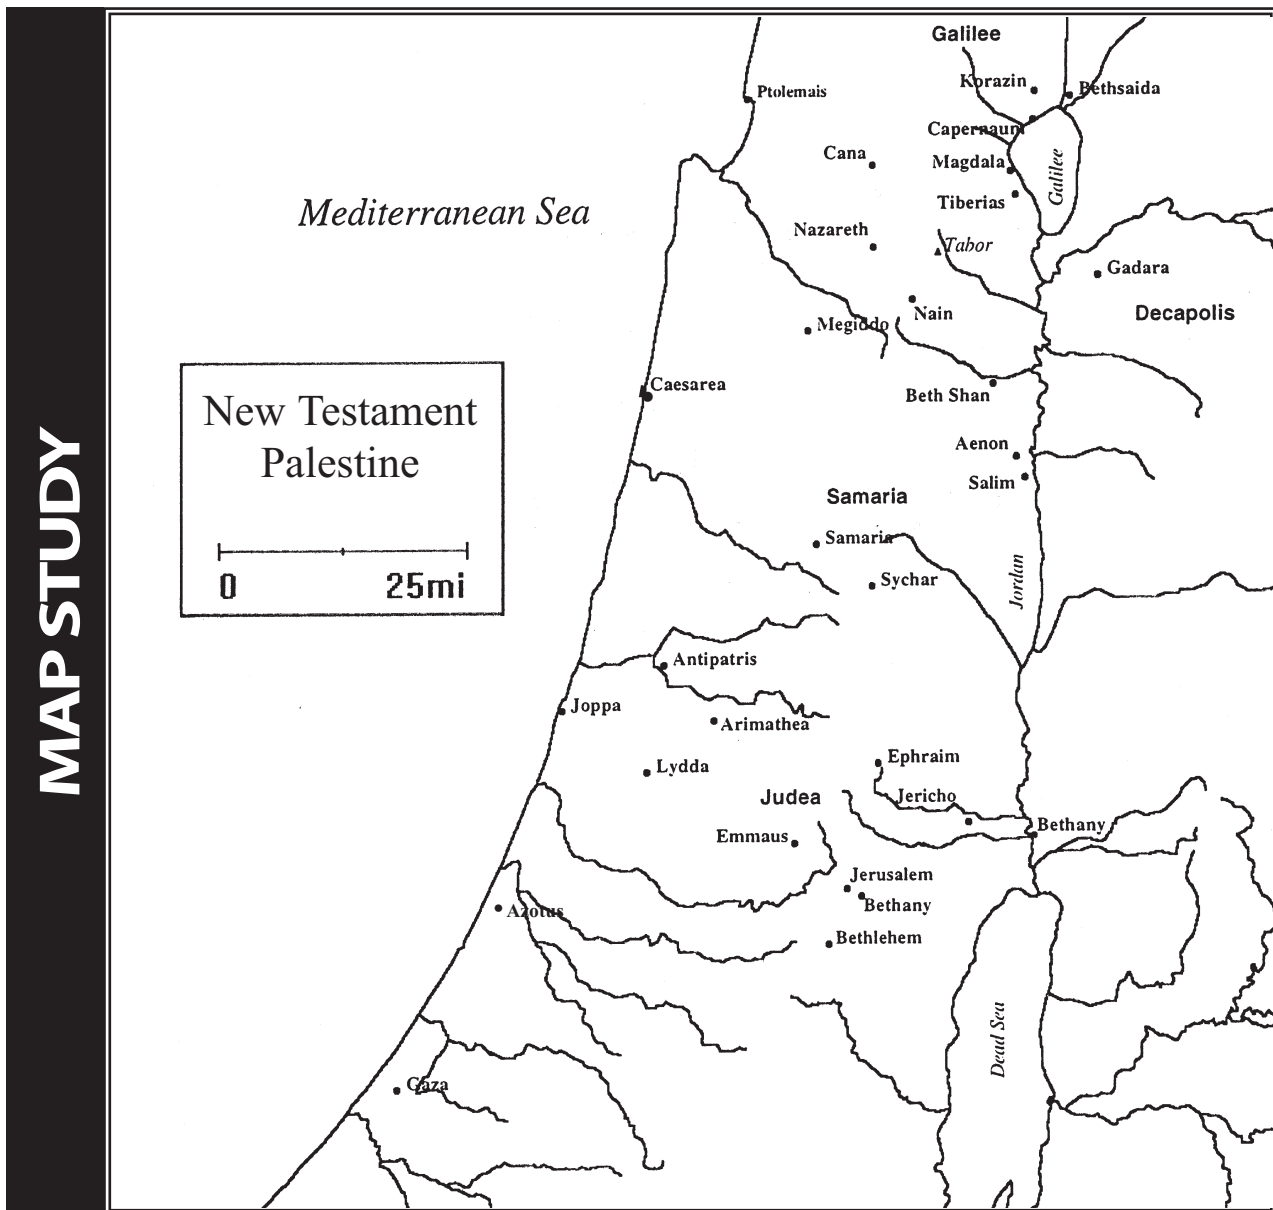 MAP STUDY
Galilee
Korazin
Bethsaida
Ptolemais
Capernaum
Cana
Magdala
Galilee
Tiberias
Mediterranean Sea
Nazareth
Tabor
Gadara
Decapolis
Nain
Megiddo
New Testament
Palestine
0 25mi
Caesarea
Beth Shan
Aenon
Salim
Samaria
Samaria
Sychar
Jordan
Antipatris
Joppa
Arimathea
Lydda
Ephraim
Judea
Jericho
Emmaus
Bethany
Jerusalem
Bethany
Azotus
Bethlehem
Dead Sea
Gaza